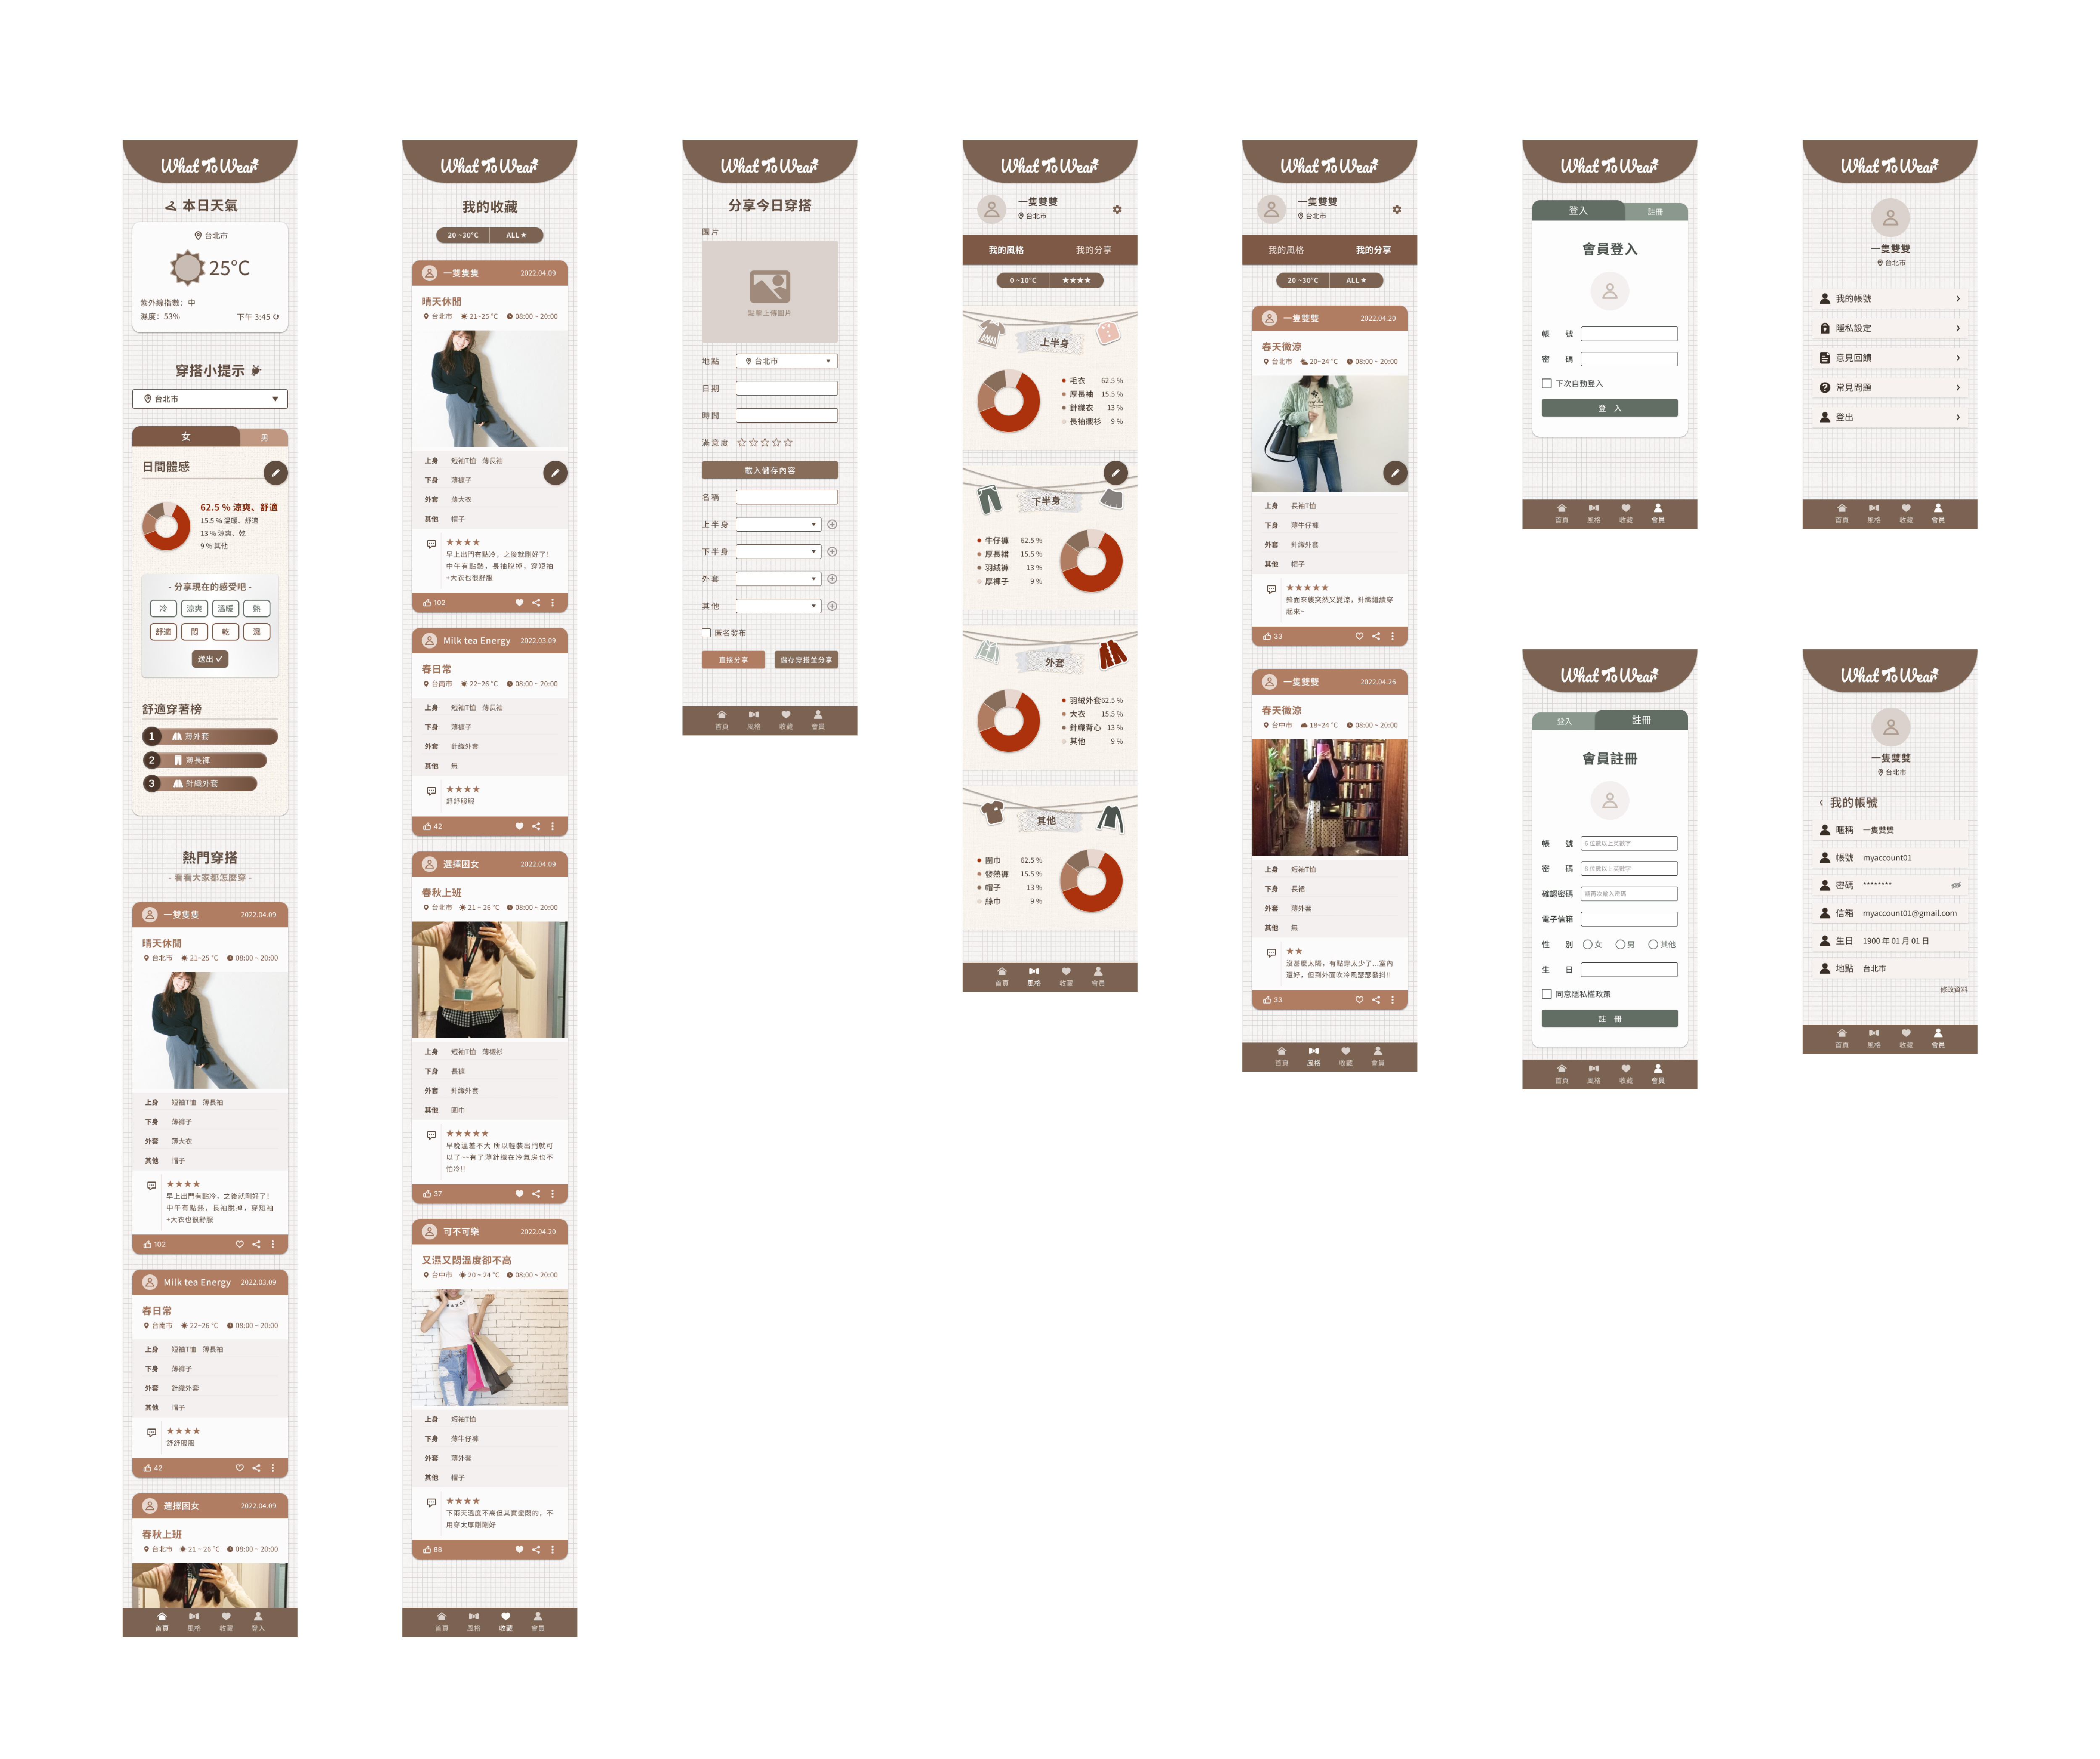 What To Wear
本日天氣
台北市
25°C
紫外線指數: 中
濕度: 53%
下午 3:45
穿搭小提示
台北市
女
男
日間體感
62.5 % 涼爽、舒適
15.5 % 溫暖、舒適
13 % 涼爽、乾
9 % 其他
- 分享現在的感受吧 -
冷 涼爽 溫暖 熱
舒適 悶 乾 濕
送出
舒適穿著榜
1 薄外套
2 薄長褲
3 針織外套
熱門穿搭
- 看看大家都怎麼穿 -
一雙隻隻 2022.04.09
晴天休閒
台北市 21~25 °C 08:00 ~ 20:00
上身 短袖T恤 薄長袖
下身 薄褲子
外套 薄大衣
其他 帽子
★★★★
早上出門有點冷，之後就剛好了!
中午有點熱，長袖脫掉，穿短袖
+大衣也很舒服
102
Milk tea Energy 2022.03.09
春日常
台南市 22~26 °C 08:00 ~ 20:00
上身 短袖T恤 薄長袖
下身 薄褲子
外套 針織外套
其他 帽子
★★★★
舒舒服服
42
選擇困女 2022.04.09
春秋上班
台北市 21 ~ 26 °C 08:00 ~ 20:00
首頁 風格 收藏 登入
What To Wear
我的收藏
20 ~30°C ALL ★
一雙隻隻 2022.04.09
晴天休閒
台北市 21~25 °C 08:00 ~ 20:00
上身 短袖T恤 薄長袖
下身 薄褲子
外套 薄大衣
其他 帽子
★★★★
早上出門有點冷，之後就剛好了!
中午有點熱，長袖脫掉，穿短袖
+大衣也很舒服
102
Milk tea Energy 2022.03.09
春日常
台南市 22~26 °C 08:00 ~ 20:00
上身 短袖T恤 薄長袖
下身 薄褲子
外套 針織外套
其他 無
★★★★
舒舒服服
42
選擇困女 2022.04.09
春秋上班
台北市 21 ~ 26 °C 08:00 ~ 20:00
上身 短袖T恤 薄襯衫
下身 長褲
外套 針織外套
其他 圍巾
★★★★★
早晚溫差不大 所以輕裝出門就可
以了~~有了薄針織在冷氣房也不
怕冷!!
37
可不可樂 2022.04.20
又濕又悶溫度卻不高
台中市 20 ~ 24 °C 08:00 ~ 20:00
上身 短袖T恤
下身 薄牛仔褲
外套 薄外套
其他 帽子
★★★★
下雨天溫度不高但其實蠻悶的，不
用穿太厚剛剛好
88
首頁 風格 收藏 會員
What To Wear
分享今日穿搭
圖片
點擊上傳圖片
地點 台北市
日期
時間
滿意度 ☆☆☆☆☆
載入儲存內容
名稱
上半身
下半身
外套
其他
匿名發布
直接分享 儲存穿搭並分享
首頁 風格 收藏 會員
What To Wear
一隻雙雙
台北市
我的風格 我的分享
0 ~10°C ★★★★
上半身
毛衣 62.5 %
厚長袖 15.5 %
針織衣 13 %
長袖襯衫 9 %
下半身
牛仔褲 62.5 %
厚長裙 15.5 %
羽絨褲 13 %
厚褲子 9 %
外套
羽絨外套 62.5 %
大衣 15.5 %
針織背心 13 %
其他 9 %
其他
圍巾 62.5 %
發熱褲 15.5 %
帽子 13 %
絲巾 9 %
首頁 風格 收藏 會員
What To Wear
一隻雙雙
台北市
我的風格 我的分享
20 ~30°C ALL ★
一隻雙雙 2022.04.20
春天微涼
台北市 20~24 °C 08:00 ~ 20:00
上身 長袖T恤
下身 薄牛仔褲
外套 針織外套
其他 帽子
★★★★★
鋒面來襲突然又變涼，針織繼續穿
起來~
33
一隻雙雙 2022.04.26
春天微涼
台中市 18~24 °C 08:00 ~ 20:00
上身 短袖T恤
下身 長裙
外套 薄外套
其他 無
★★
沒甚麼太陽，有點穿太少了...室內
還好，但到外面吹冷風瑟瑟發抖!!
33
首頁 風格 收藏 會員
What To Wear
登入 註冊
會員登入
帳 號
密 碼
下次自動登入
登 入
首頁 風格 收藏 會員
What To Wear
登入 註冊
會員註冊
帳 號 6 位數以上英數字
密 碼 8 位數以上英數字
確認密碼 請再次輸入密碼
電子信箱
性 別 女 男 其他
生 日
同意隱私權政策
註 冊
首頁 風格 收藏 會員
What To Wear
一隻雙雙
台北市
我的帳號
隱私設定
意見回饋
常見問題
登出
首頁 風格 收藏 會員
What To Wear
一隻雙雙
台北市
我的帳號
暱稱 一隻雙雙
帳號 myaccount01
密碼 ********
信箱 myaccount01@gmail.com
生日 1900 年 01 月 01 日
地點 台北市
修改資料
首頁 風格 收藏 會員